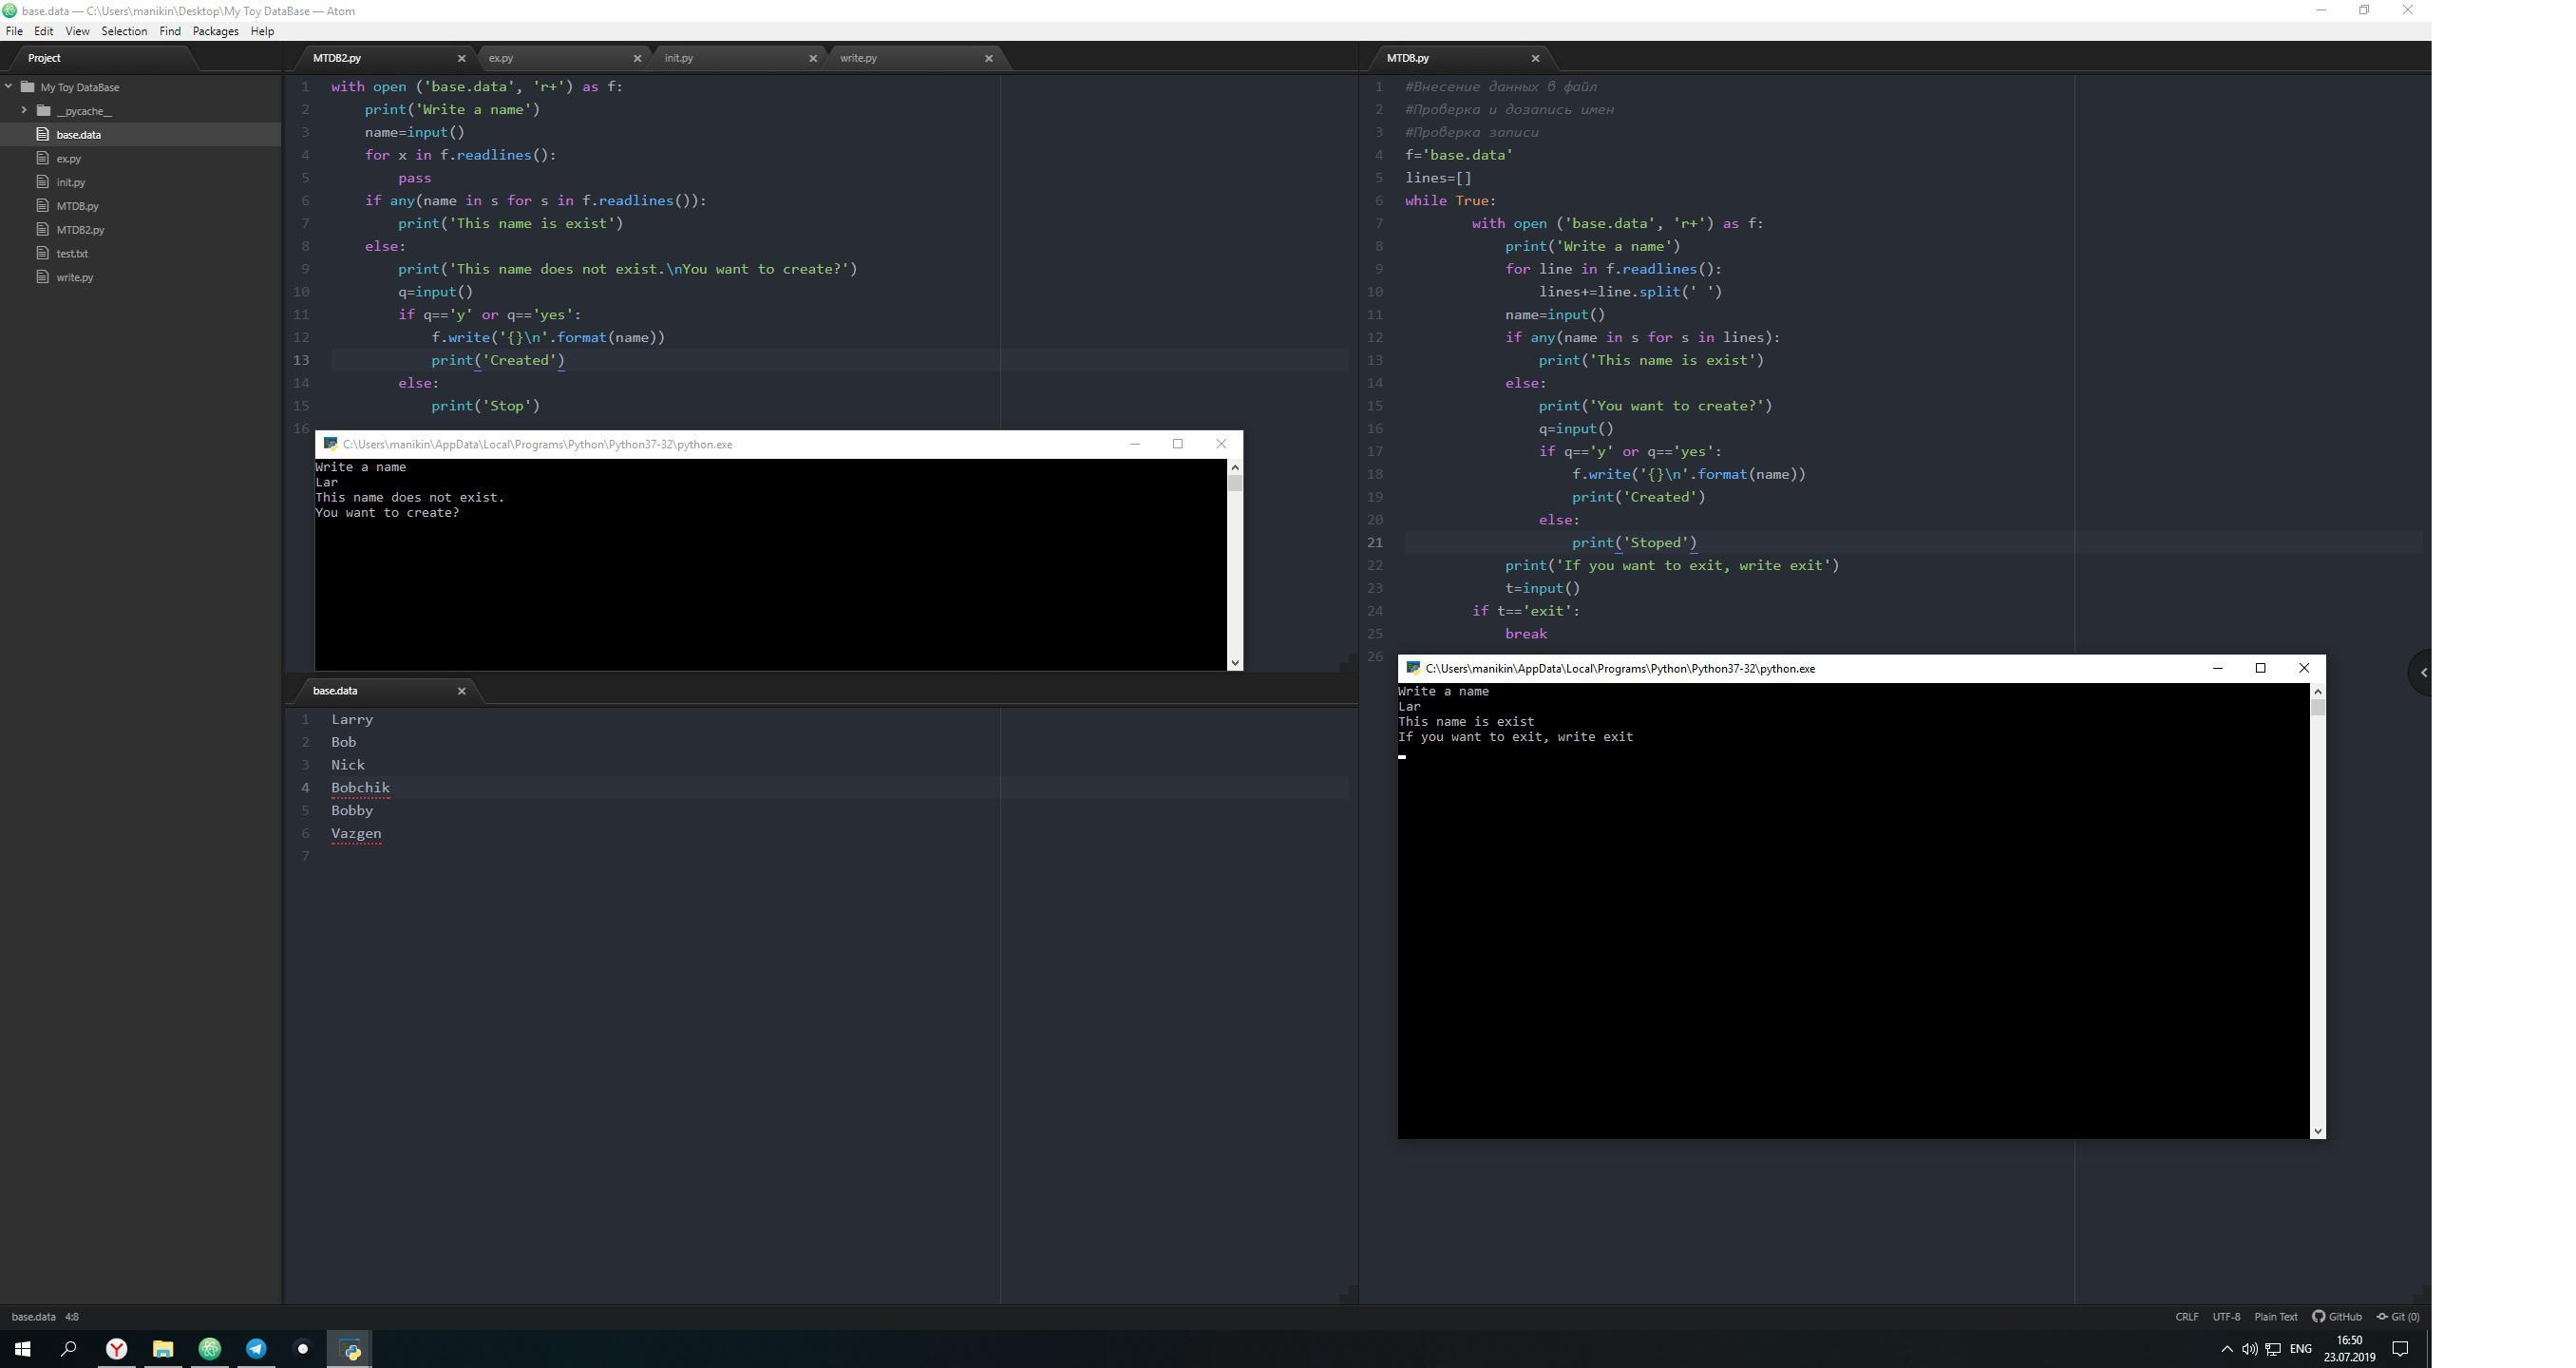 base.data — C:\Users\manikin\Desktop\My Toy DataBase — Atom
File Edit View Selection Find Packages Help
Project
My Toy DataBase
__pycache__
base.data
ex.py
init.py
MTDB.py
MTDB2.py
test.txt
write.py
MTDB2.py
ex.py
init.py
write.py
1 with open ('base.data', 'r+') as f:
2 print('Write a name')
3 name=input()
4 for x in f.readlines():
5 pass
6 if any(name in s for s in f.readlines()):
7 print('This name is exist')
8 else:
9 print('This name does not exist.\nYou want to create?')
10 q=input()
11 if q=='y' or q=='yes':
12 f.write('{}\n'.format(name))
13 print('Created')
14 else:
15 print('Stop')
16
C:\Users\manikin\AppData\Local\Programs\Python\Python37-32\python.exe
Write a name
Lar
This name does not exist.
You want to create?
base.data
1 Larry
2 Bob
3 Nick
4 Bobchik
5 Bobby
6 Vazgen
7
MTDB.py
1 #Внесение данных в файл
2 #Проверка и дозапись имен
3 #Проверка записи
4 f='base.data'
5 lines=[]
6 while True:
7 with open ('base.data', 'r+') as f:
8 print('Write a name')
9 for line in f.readlines():
10 lines+=line.split(' ')
11 name=input()
12 if any(name in s for s in lines):
13 print('This name is exist')
14 else:
15 print('You want to create?')
16 q=input()
17 if q=='y' or q=='yes':
18 f.write('{}\n'.format(name))
19 print('Created')
20 else:
21 print('Stoped')
22 print('If you want to exit, write exit')
23 t=input()
24 if t=='exit':
25 break
26
C:\Users\manikin\AppData\Local\Programs\Python\Python37-32\python.exe
Write a name
Lar
This name is exist
If you want to exit, write exit
base.data 4:8
CRLF UTF-8 Plain Text GitHub Git (0)
ENG
16:50
23.07.2019